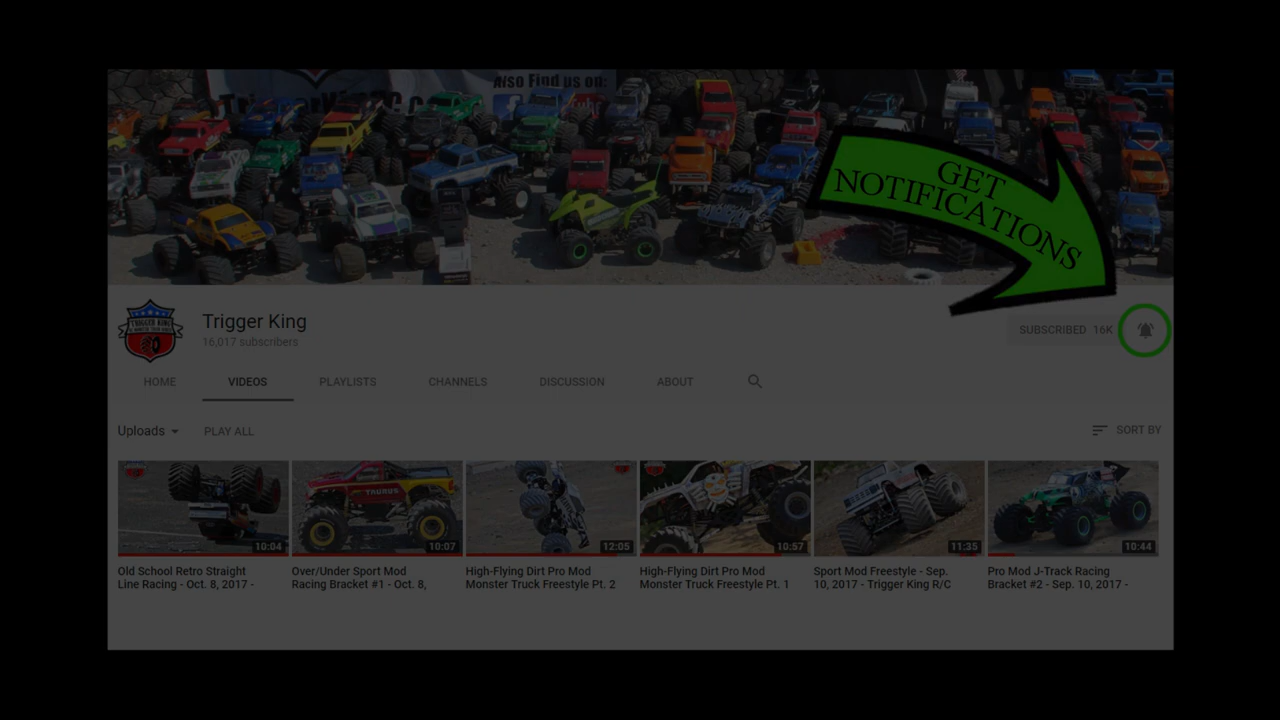 Also Find us on:
TriggerKingRC.c
GET
NOTIFICATIONS
Trigger King
16,017 subscribers
SUBSCRIBED 16K
HOME
VIDEOS
PLAYLISTS
CHANNELS
DISCUSSION
ABOUT
Uploads
PLAY ALL
SORT BY
TAURUS
10:04
10:07
12:05
10:57
11:35
10:44
Old School Retro Straight
Line Racing - Oct. 8, 2017 -
Over/Under Sport Mod
Racing Bracket #1 - Oct. 8,
High-Flying Dirt Pro Mod
Monster Truck Freestyle Pt. 2
High-Flying Dirt Pro Mod
Monster Truck Freestyle Pt. 1
Sport Mod Freestyle - Sep.
10, 2017 - Trigger King R/C
Pro Mod J-Track Racing
Bracket #2 - Sep. 10, 2017 -